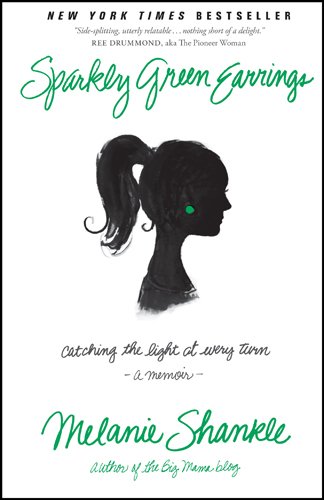 NEW YORK TIMES BESTSELLER
"Side-splitting, utterly relatable . . . nothing short of a delight."
REE DRUMMOND, aka The Pioneer Woman
Sparkly Green Earrings
catching the light at every turn
- a memoir -
Melanie Shankle
author of the Big Mama blog